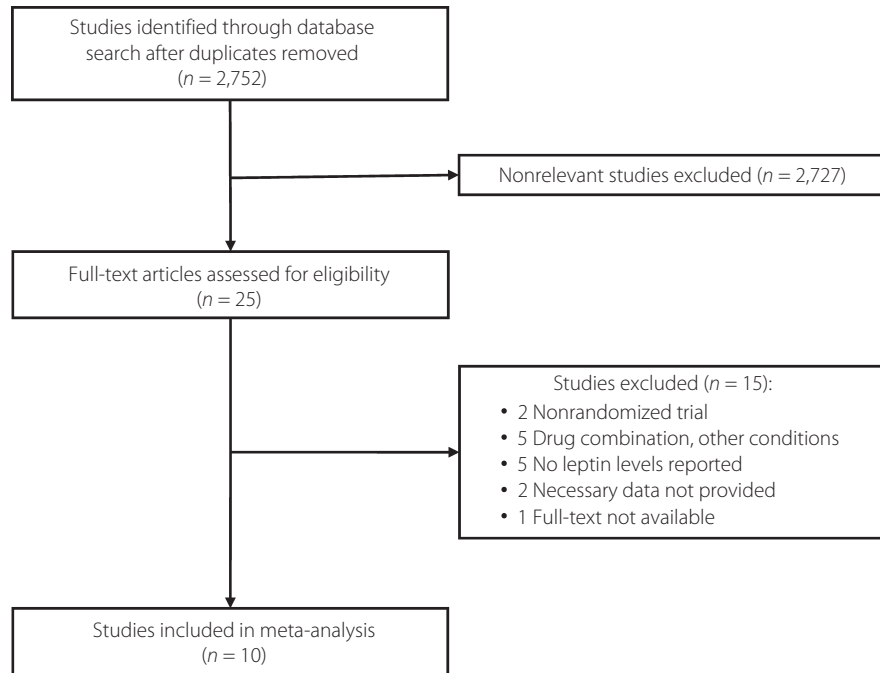 Studies identified through database
search after duplicates removed
(n = 2,752)
Nonrelevant studies excluded (n = 2,727)
Full-text articles assessed for eligibility
(n = 25)
Studies excluded (n = 15):
• 2 Nonrandomized trial
• 5 Drug combination, other conditions
• 5 No leptin levels reported
• 2 Necessary data not provided
• 1 Full-text not available
Studies included in meta-analysis
(n = 10)